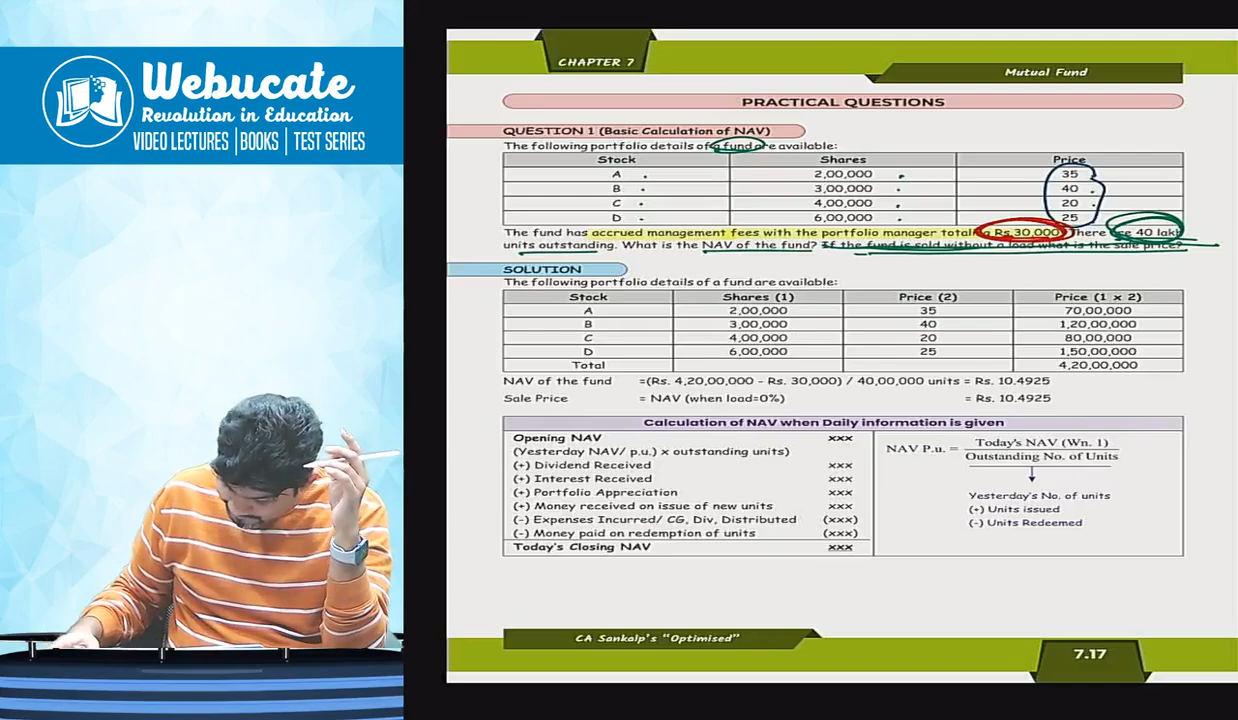 Webucate
Revolution in Education
VIDEO LECTURES | BOOKS | TEST SERIES
CHAPTER 7
Mutual Fund
PRACTICAL QUESTIONS
QUESTION 1 (Basic Calculation of NAV)
The following portfolio details of a fund are available:
Stock Shares Price
A 2,00,000 35
B 3,00,000 40
C 4,00,000 20
D 6,00,000 25
The fund has accrued management fees with the portfolio manager Rs.30,000 There 40 lakh
units outstanding. What is the NAV of the fund? If the fund is sold without a load what is the sale price?
SOLUTION
The following portfolio details of a fund are available:
Stock Shares (1) Price (2) Price (1 x 2)
A 2,00,000 35 70,00,000
B 3,00,000 40 1,20,00,000
C 4,00,000 20 80,00,000
D 6,00,000 25 1,50,00,000
Total 4,20,00,000
NAV of the fund =(Rs. 4,20,00,000 - Rs. 30,000) / 40,00,000 units = Rs. 10.4925
Sale Price = NAV (when load=0%) = Rs. 10.4925
Calculation of NAV when Daily information is given
Opening NAV xxx
(Yesterday NAV/ p.u.) x outstanding units)
(+) Dividend Received xxx
(+) Interest Received xxx
(+) Portfolio Appreciation xxx
(+) Money received on issue of new units xxx
(-) Expenses Incurred/ CG, Div, Distributed (xxx)
(-) Money paid on redemption of units (xxx)
Today's Closing NAV xxx
NAV P.u. = Today's NAV (Wn. 1)
Outstanding No. of Units
Yesterday's No. of units
(+) Units issued
(-) Units Redeemed
CA Sankalp's "Optimised"
7.17